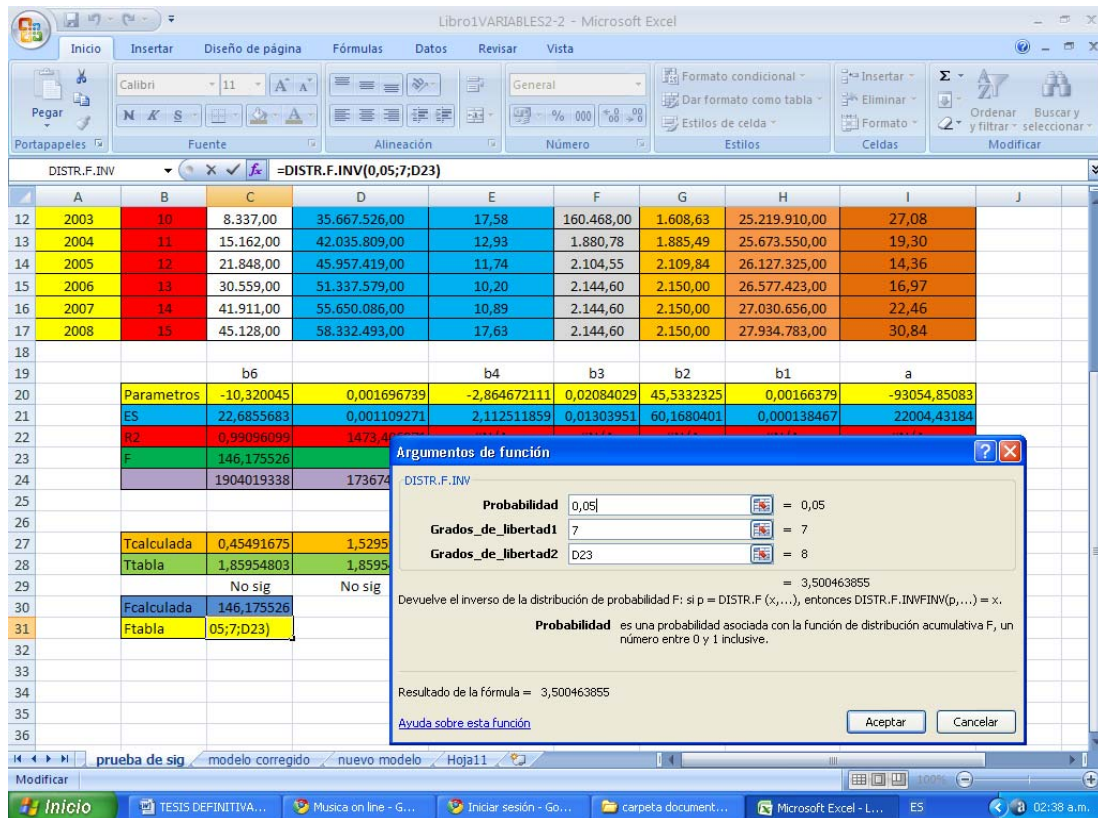 Libro1VARIABLES2-2 - Microsoft Excel
Inicio Insertar Diseño de página Fórmulas Datos Revisar Vista
Pegar
Calibri 11 A A
N K S A
General
% 000
Formato condicional
Dar formato como tabla
Estilos de celda
Insertar
Eliminar
Formato
Σ
Ordenar y filtrar
Buscar y seleccionar
Portapapeles Fuente Alineación Número Estilos Celdas Modificar
DISTR.F.INV fx =DISTR.F.INV(0,05;7;D23)
A B C D E F G H I J
12 2003 10 8.337,00 35.667.526,00 17,58 160.468,00 1.608,63 25.219.910,00 27,08
13 2004 11 15.162,00 42.035.809,00 12,93 1.880,78 1.885,49 25.673.550,00 19,30
14 2005 12 21.848,00 45.957.419,00 11,74 2.104,55 2.109,84 26.127.325,00 14,36
15 2006 13 30.559,00 51.337.579,00 10,20 2.144,60 2.150,00 26.577.423,00 16,97
16 2007 14 41.911,00 55.650.086,00 10,89 2.144,60 2.150,00 27.030.656,00 22,46
17 2008 15 45.128,00 58.332.493,00 17,63 2.144,60 2.150,00 27.934.783,00 30,84
18
19 b6 b4 b3 b2 b1 a
20 Parametros -10,320045 0,001696739 -2,864672111 0,02084029 45,5332325 0,00166379 -93054,85083
21 ES 22,6855683 0,001109271 2,112511859 0,01303951 60,1680401 0,000138467 22004,43184
22 R2 0,99096099
23 F 146,175526
24 1904019338 173674
25
26
27 Tcalculada 0,45491675 1,5295
28 Ttabla 1,85954803 1,8595
29 No sig No sig
30 Fcalculada 146,175526
31 Ftabla 05;7;D23)
32
33
34
35
36
Argumentos de función
DISTR.F.INV
Probabilidad 0,05 = 0,05
Grados_de_libertad1 7 = 7
Grados_de_libertad2 D23 = 8
= 3,500463855
Devuelve el inverso de la distribución de probabilidad F: si p = DISTR.F (x,...), entonces DISTR.F.INVFINV(p,...) = x.
Probabilidad es una probabilidad asociada con la función de distribución acumulativa F, un
número entre 0 y 1 inclusive.
Resultado de la fórmula = 3,500463855
Ayuda sobre esta función
Aceptar Cancelar
prueba de sig modelo corregido nuevo modelo Hoja11
Modificar 100%
Inicio TESIS DEFINITIVA... Musica on line - G... Iniciar sesión - Go... carpeta document... Microsoft Excel - L... ES 02:38 a.m.